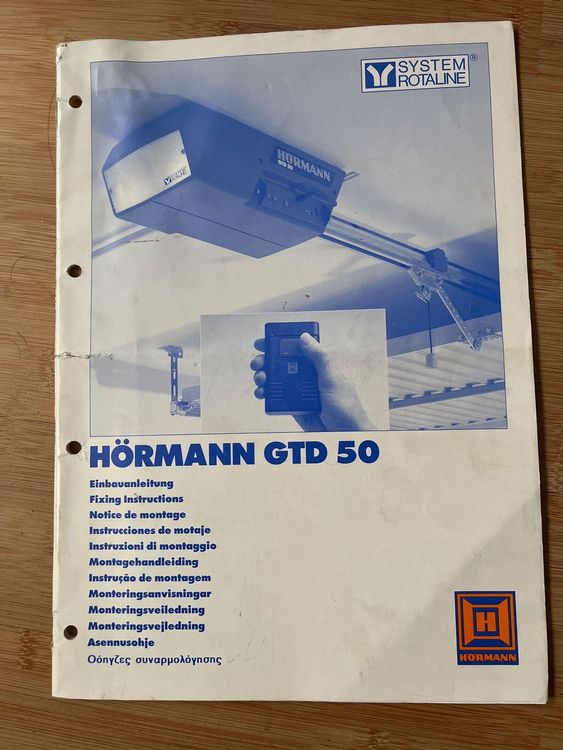 SYSTEM
ROTALINE®
HÖRMANN
GTD 50
HÖRMANN GTD 50
Einbauanleitung
Fixing Instructions
Notice de montage
Instrucciones de motaje
Instruzioni di montaggio
Montagehandleiding
Instrução de montagem
Monteringsanvisningar
Monteringsveiledning
Monteringsvejledning
Asennusohje
Οόηγζες συναρμολόγησης
H
HÖRMANN